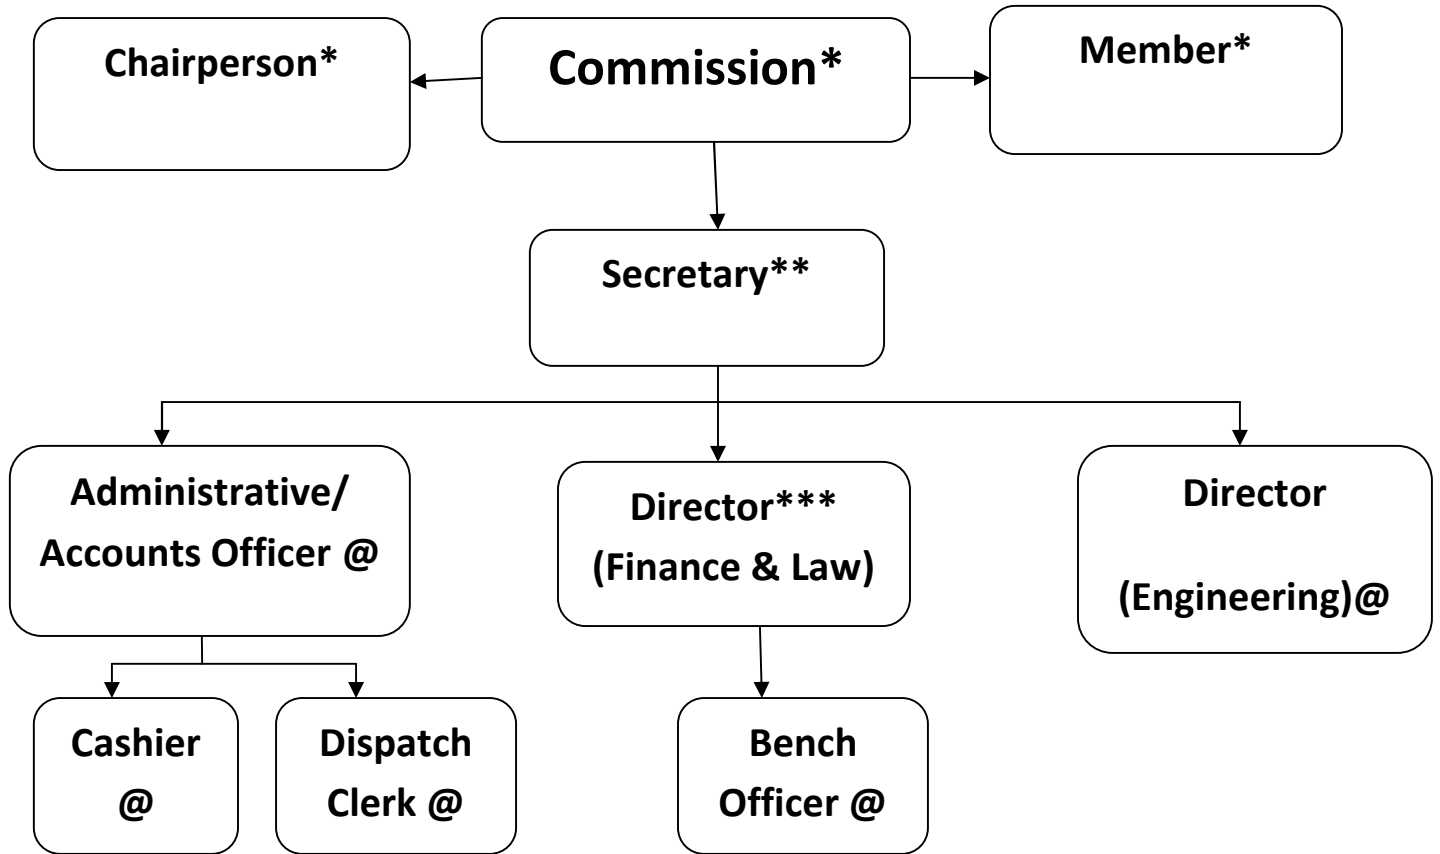 Chairperson*
Commission*
Member*
Secretary**
Administrative/
Accounts Officer @
Director***
(Finance & Law)
Director
(Engineering)@
Cashier
@
Dispatch
Clerk @
Bench
Officer @